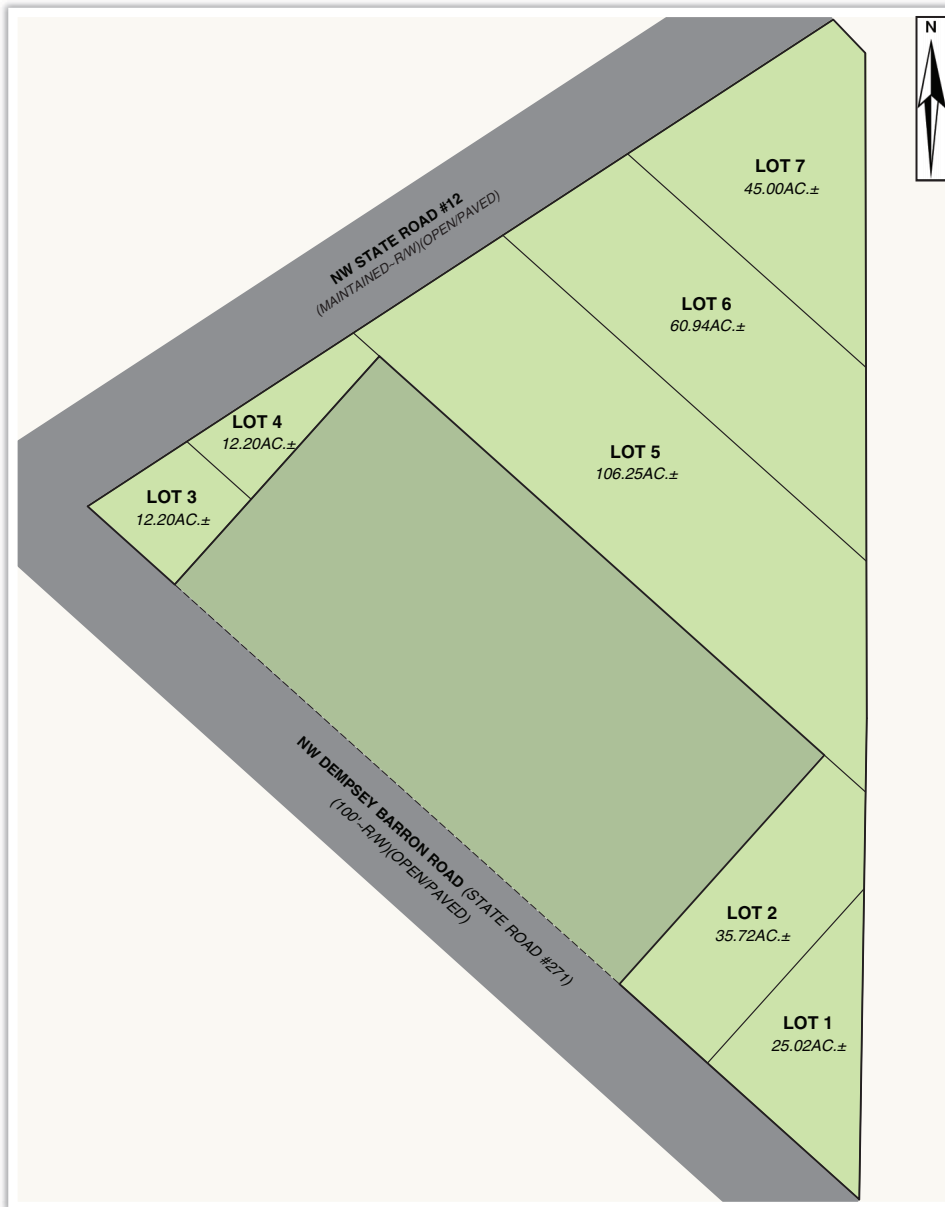 N
LOT 7
45.00AC.±
NW STATE ROAD #12
(MAINTAINED~R/W)(OPEN/PAVED)
LOT 6
60.94AC.±
LOT 4
12.20AC.±
LOT 5
106.25AC.±
LOT 3
12.20AC.±
NW DEMPSEY BARRON ROAD (STATE ROAD #271)
(100'~R/W)(OPEN/PAVED)
LOT 2
35.72AC.±
LOT 1
25.02AC.±